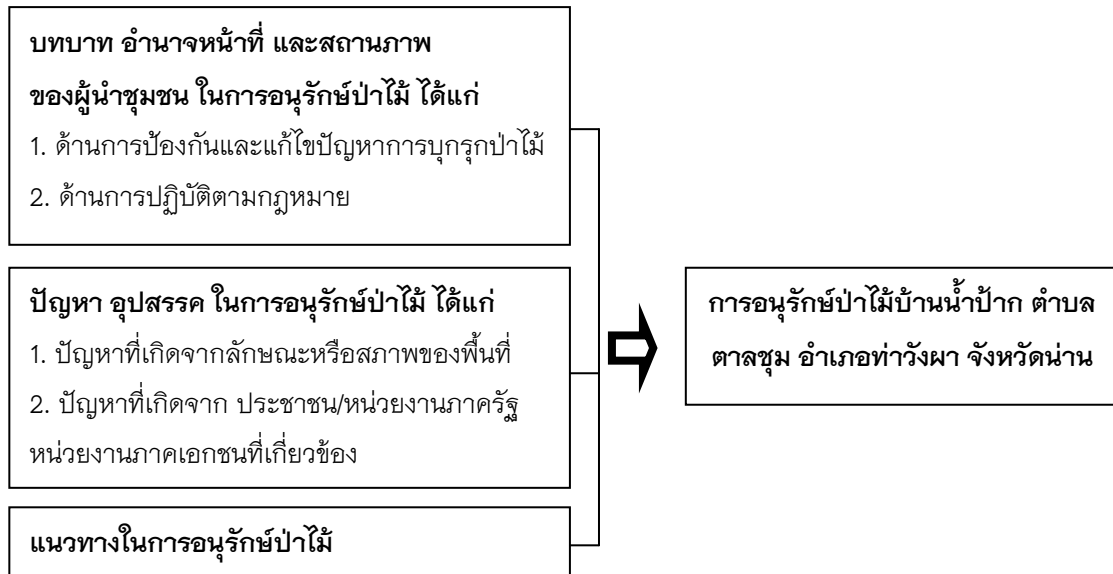 บทบาท อำนาจหน้าที่ และสถานภาพ
ของผู้นำชุมชน ในการอนุรักษ์ป่าไม้ ได้แก่
1. ด้านการป้องกันและแก้ไขปัญหาการบุกรุกป่าไม้
2. ด้านการปฏิบัติตามกฎหมาย
ปัญหา อุปสรรค ในการอนุรักษ์ป่าไม้ ได้แก่
1. ปัญหาที่เกิดจากลักษณะหรือสภาพของพื้นที่
2. ปัญหาที่เกิดจาก ประชาชน/หน่วยงานภาครัฐ
หน่วยงานภาคเอกชนที่เกี่ยวข้อง
แนวทางในการอนุรักษ์ป่าไม้
การอนุรักษ์ป่าไม้บ้านน้ำป้าก ตำบล
ตาลชุม อำเภอท่าวังผา จังหวัดน่าน